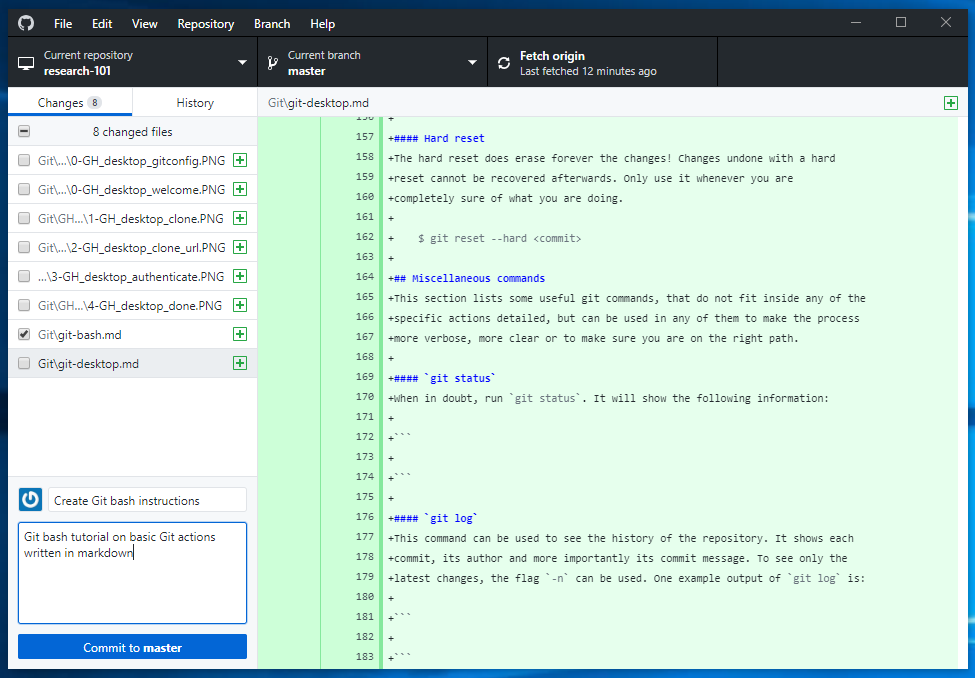 File Edit View Repository Branch Help
Current repository
research-101
Current branch
master
Fetch origin
Last fetched 12 minutes ago
Changes 8
History
Git\git-desktop.md
8 changed files
Git\...\0-GH_desktop_gitconfig.PNG
Git\...\0-GH_desktop_welcome.PNG
Git\GH...\1-GH_desktop_clone.PNG
Git\...\2-GH_desktop_clone_url.PNG
...\3-GH_desktop_authenticate.PNG
Git\GH...\4-GH_desktop_done.PNG
Git\git-bash.md
Git\git-desktop.md
Create Git bash instructions
Git bash tutorial on basic Git actions
written in markdown
Commit to master
156 +
157 +#### Hard reset
158 +The hard reset does erase forever the changes! Changes undone with a hard
159 +reset cannot be recovered afterwards. Only use it whenever you are
160 +completely sure of what you are doing.
161 +
162 +    $ git reset --hard <commit>
163 +
164 +## Miscellaneous commands
165 +This section lists some useful git commands, that do not fit inside any of the
166 +specific actions detailed, but can be used in any of them to make the process
167 +more verbose, more clear or to make sure you are on the right path.
168 +
169 +#### `git status`
170 +When in doubt, run `git status`. It will show the following information:
171 +
172 +```
173 +
174 +```
175 +
176 +#### `git log`
177 +This command can be used to see the history of the repository. It shows each
178 +commit, its author and more importantly its commit message. To see only the
179 +latest changes, the flag `-n` can be used. One example output of `git log` is:
180 +
181 +```
182 +
183 +```